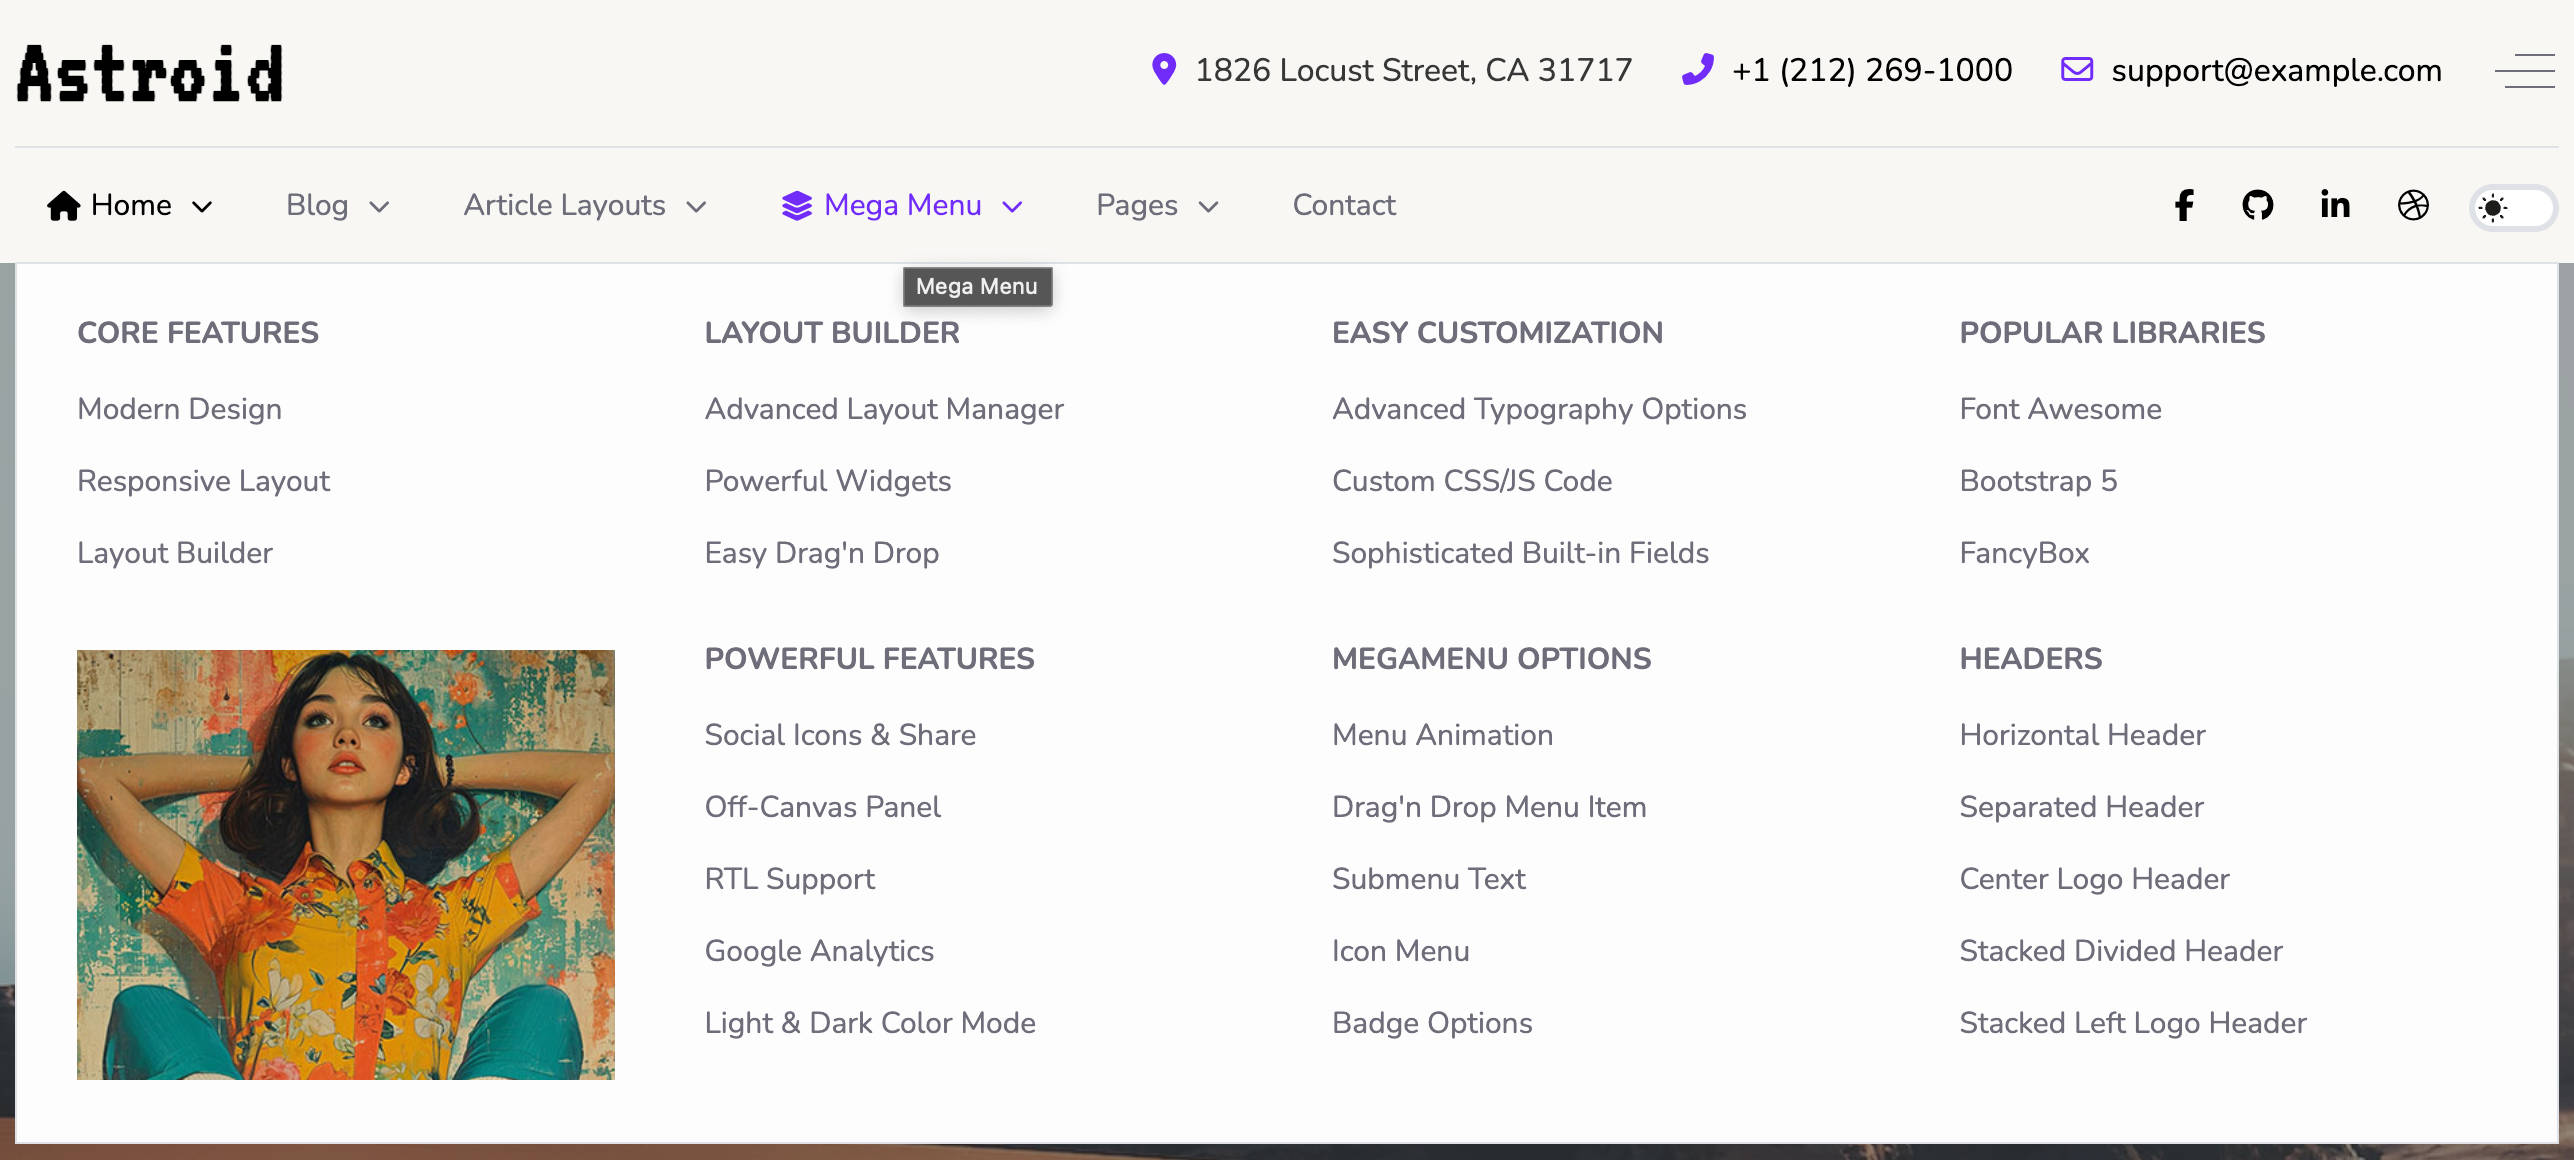 Astroid
1826 Locust Street, CA 31717
+1 (212) 269-1000
support@example.com
Home
Blog
Article Layouts
Mega Menu
Pages
Contact
Mega Menu
CORE FEATURES
Modern Design
Responsive Layout
Layout Builder
LAYOUT BUILDER
Advanced Layout Manager
Powerful Widgets
Easy Drag'n Drop
EASY CUSTOMIZATION
Advanced Typography Options
Custom CSS/JS Code
Sophisticated Built-in Fields
POPULAR LIBRARIES
Font Awesome
Bootstrap 5
FancyBox
POWERFUL FEATURES
Social Icons & Share
Off-Canvas Panel
RTL Support
Google Analytics
Light & Dark Color Mode
MEGAMENU OPTIONS
Menu Animation
Drag'n Drop Menu Item
Submenu Text
Icon Menu
Badge Options
HEADERS
Horizontal Header
Separated Header
Center Logo Header
Stacked Divided Header
Stacked Left Logo Header